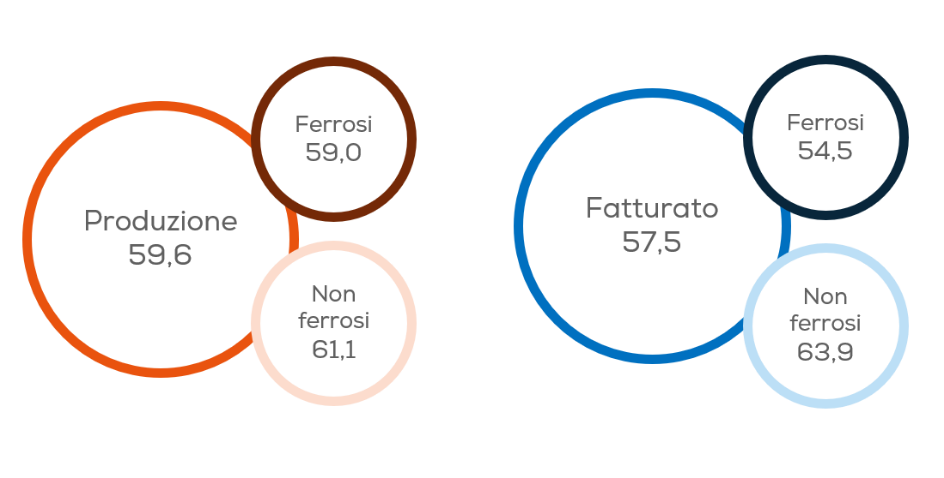 Produzione
59,6
Ferrosi
59,0
Non
ferrosi
61,1
Fatturato
57,5
Ferrosi
54,5
Non
ferrosi
63,9